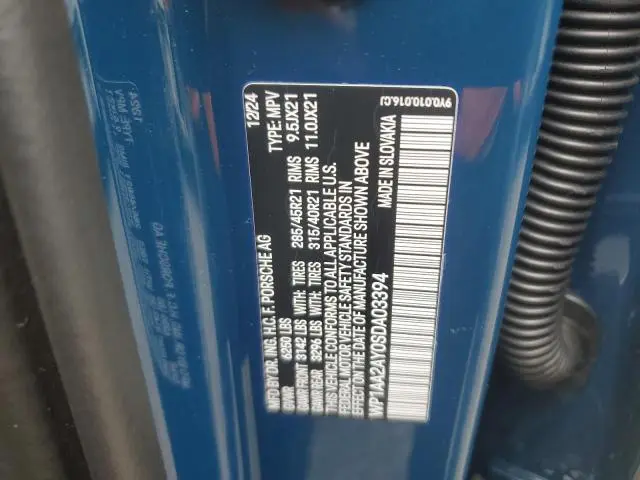 MFD BY DR. ING. H.C. F. PORSCHE AG 12/24
GVWR 6250 LBS TYPE: MPV
GAWR FRONT 3142 LBS WITH: TIRES 285/45R21 RIMS 9.5JX21
GAWR REAR 3296 LBS WITH: TIRES 315/40R21 RIMS 11.0JX21
THIS VEHICLE CONFORMS TO ALL APPLICABLE U.S.
FEDERAL MOTOR VEHICLE SAFETY STANDARDS IN
EFFECT ON THE DATE OF MANUFACTURE SHOWN ABOVE
WP1AA2AY0SDA03394 MADE IN SLOVAKIA
9Y0.010.016.CJ